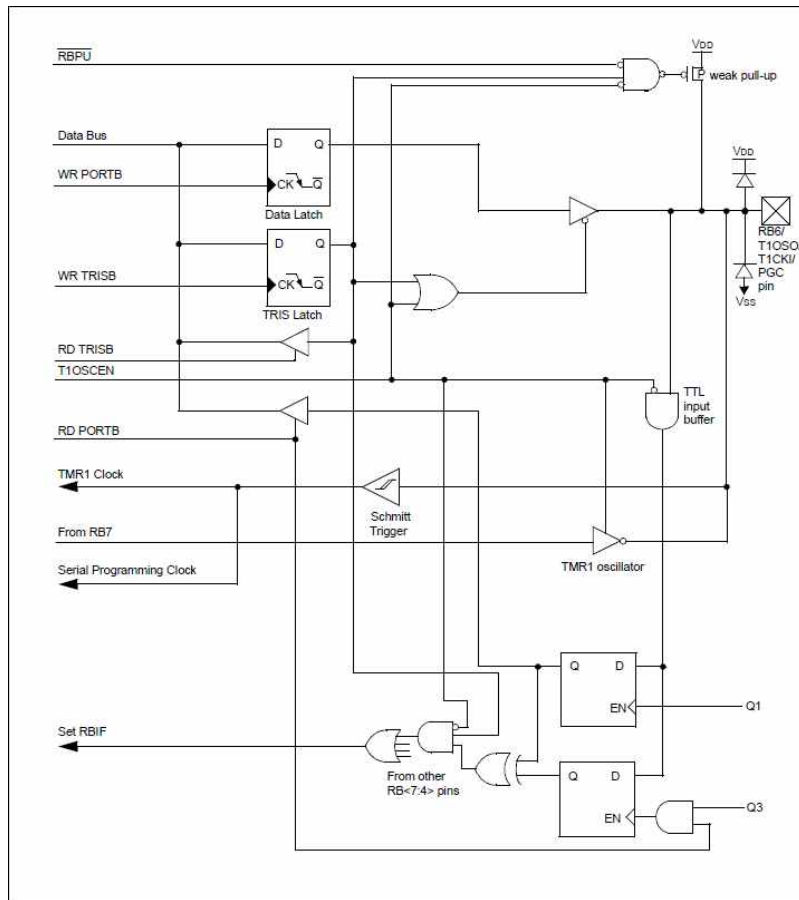 RBPU
VDD
P
weak pull-up
Data Bus
D Q
VDD
WR PORTB
CK Q
Data Latch
D Q
RB6/
T1OSO/
T1CKI/
PGC
pin
WR TRISB
CK Q
VSS
TRIS Latch
RD TRISB
T1OSCEN
TTL
input
buffer
RD PORTB
TMR1 Clock
Schmitt
Trigger
From RB7
TMR1 oscillator
Serial Programming Clock
Q D
EN
Q1
Set RBIF
From other
RB<7:4> pins
Q D
EN
Q3